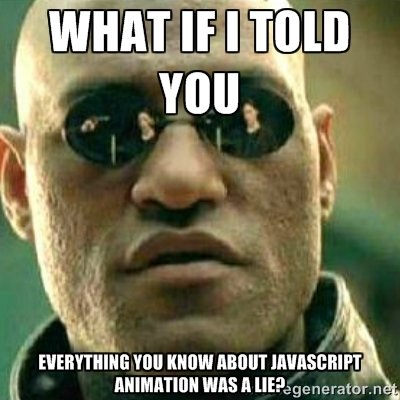 WHAT IF I TOLD
YOU
EVERYTHING YOU KNOW ABOUT JAVASCRIPT
ANIMATION WAS A LIE?
egenerator.net